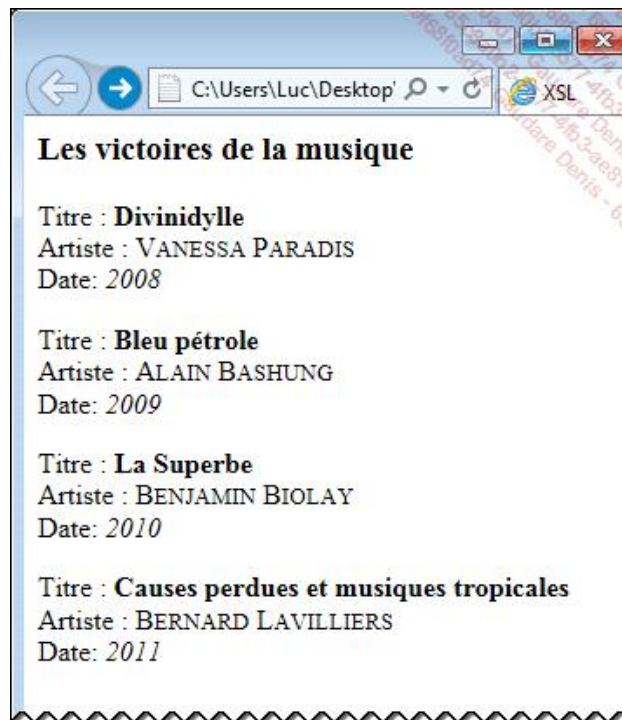 C:\Users\Luc\Desktop'
XSL
Les victoires de la musique
Titre : Divinidylle
Artiste : VANESSA PARADIS
Date: 2008
Titre : Bleu pétrole
Artiste : ALAIN BASHUNG
Date: 2009
Titre : La Superbe
Artiste : BENJAMIN BIOLAY
Date: 2010
Titre : Causes perdues et musiques tropicales
Artiste : BERNARD LAVILLIERS
Date: 2011